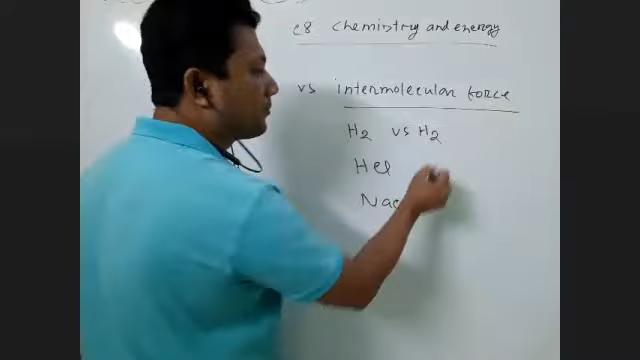 c8 chemistry and energy
vs intermolecular force
H2 vs H2
HCl
Nac